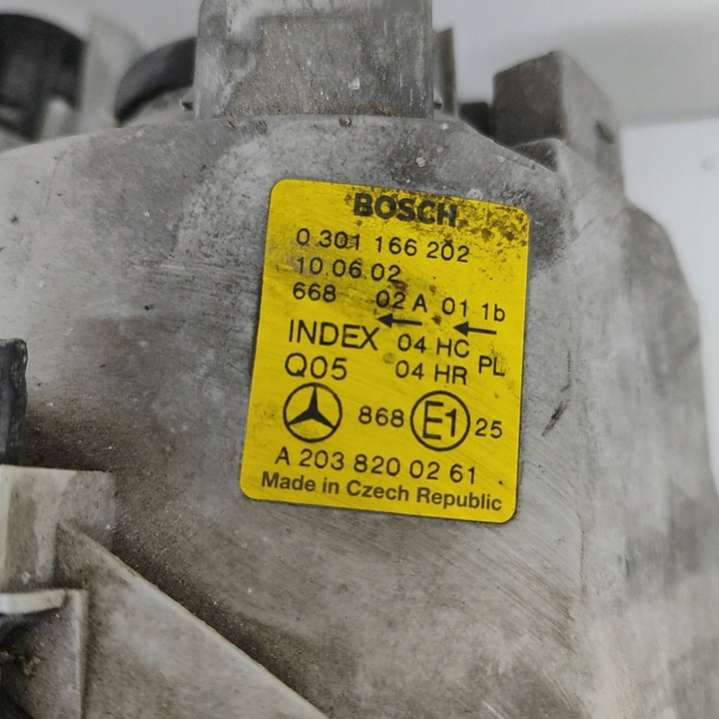 BOSCH
0 301 166 202
10.06.02
668 02 A 01 1b
INDEX 04 HC PL
Q05 04 HR
868 E1 25
A 203 820 02 61
Made in Czech Republic